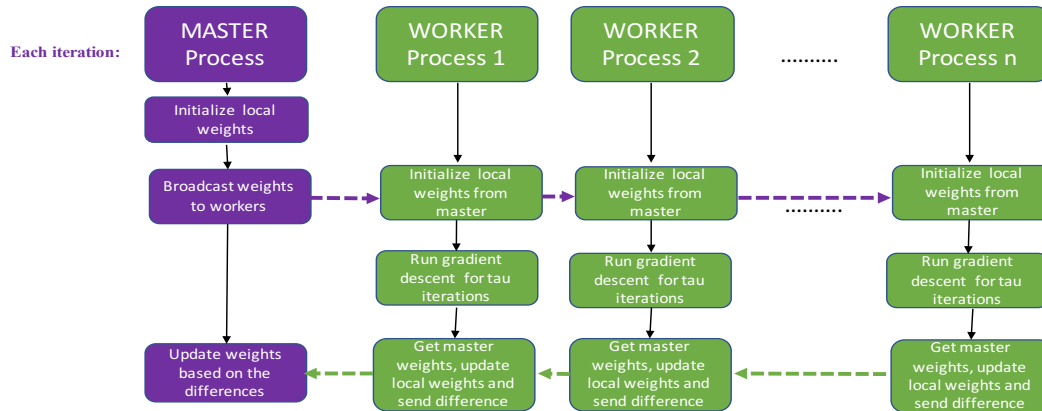 Each iteration:
MASTER
Process
WORKER
Process 1
WORKER
Process 2
..........
WORKER
Process n
Initialize local
weights
Broadcast weights
to workers
Initialize local
weights from
master
Initialize local
weights from
master
..........
Initialize local
weights from
master
Run gradient
descent for tau
iterations
Run gradient
descent for tau
iterations
Run gradient
descent for tau
iterations
Update weights
based on the
differences
Get master
weights, update
local weights and
send difference
Get master
weights, update
local weights and
send difference
Get master
weights, update
local weights and
send difference